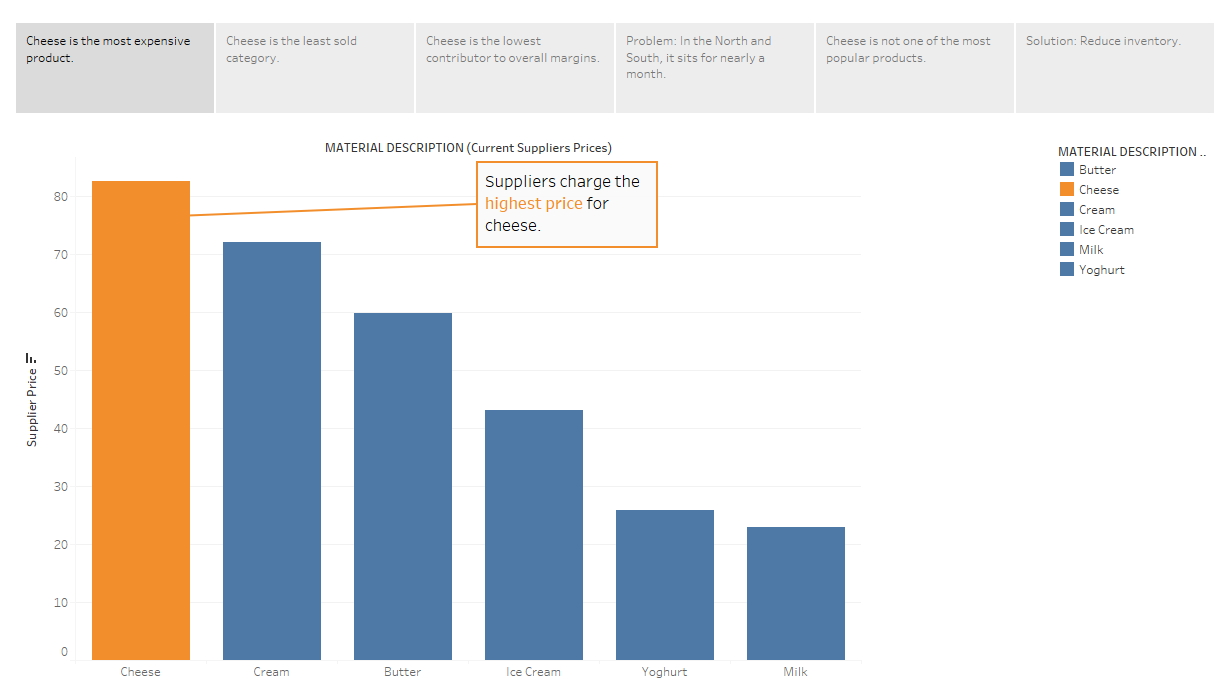 Cheese is the most expensive
product.
Cheese is the least sold
category.
Cheese is the lowest
contributor to overall margins.
Problem: In the North and
South, it sits for nearly a
month.
Cheese is not one of the most
popular products.
Solution: Reduce inventory.
MATERIAL DESCRIPTION (Current Suppliers Prices)
Suppliers charge the
highest price for
cheese.
Supplier Price
80
70
60
50
40
30
20
10
0
Cheese
Cream
Butter
Ice Cream
Yoghurt
Milk
MATERIAL DESCRIPTION ..
Butter
Cheese
Cream
Ice Cream
Milk
Yoghurt